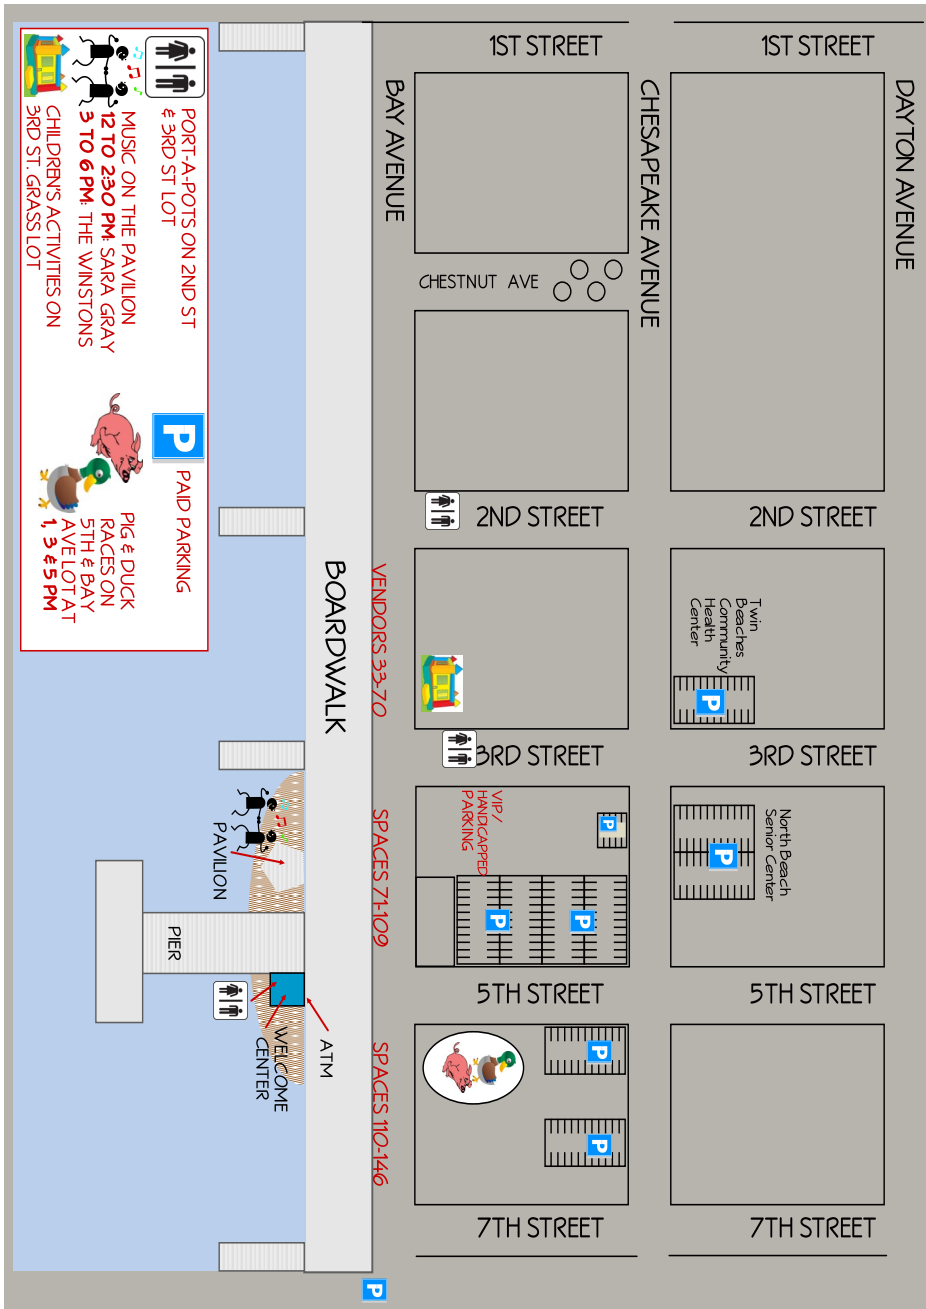 1ST STREET
1ST STREET
BAY AVENUE
CHESAPEAKE AVENUE
DAYTON AVENUE
CHESTNUT AVE
2ND STREET
2ND STREET
BOARDWALK
VENDORS 33-70
Twin
Beaches
Community
Health
Center
P
3RD STREET
3RD STREET
SPACES 71-109
VIP/
HANDICAPPED
PARKING
P
P
P
North Beach
Senior Center
P
PAVILION
PIER
5TH STREET
5TH STREET
ATM
WELCOME
CENTER
SPACES 110-146
P
P
7TH STREET
7TH STREET
P
PORT-A-POTS ON 2ND ST
& 3RD ST LOT
MUSIC ON THE PAVILION
12 TO 2:30 PM: SARA GRAY
3 TO 6 PM: THE WINSTONS
CHILDREN'S ACTIVITIES ON
3RD ST. GRASS LOT
P
PAID PARKING
PIG & DUCK
RACES ON
5TH & BAY
AVE LOT AT
1, 3 & 5 PM